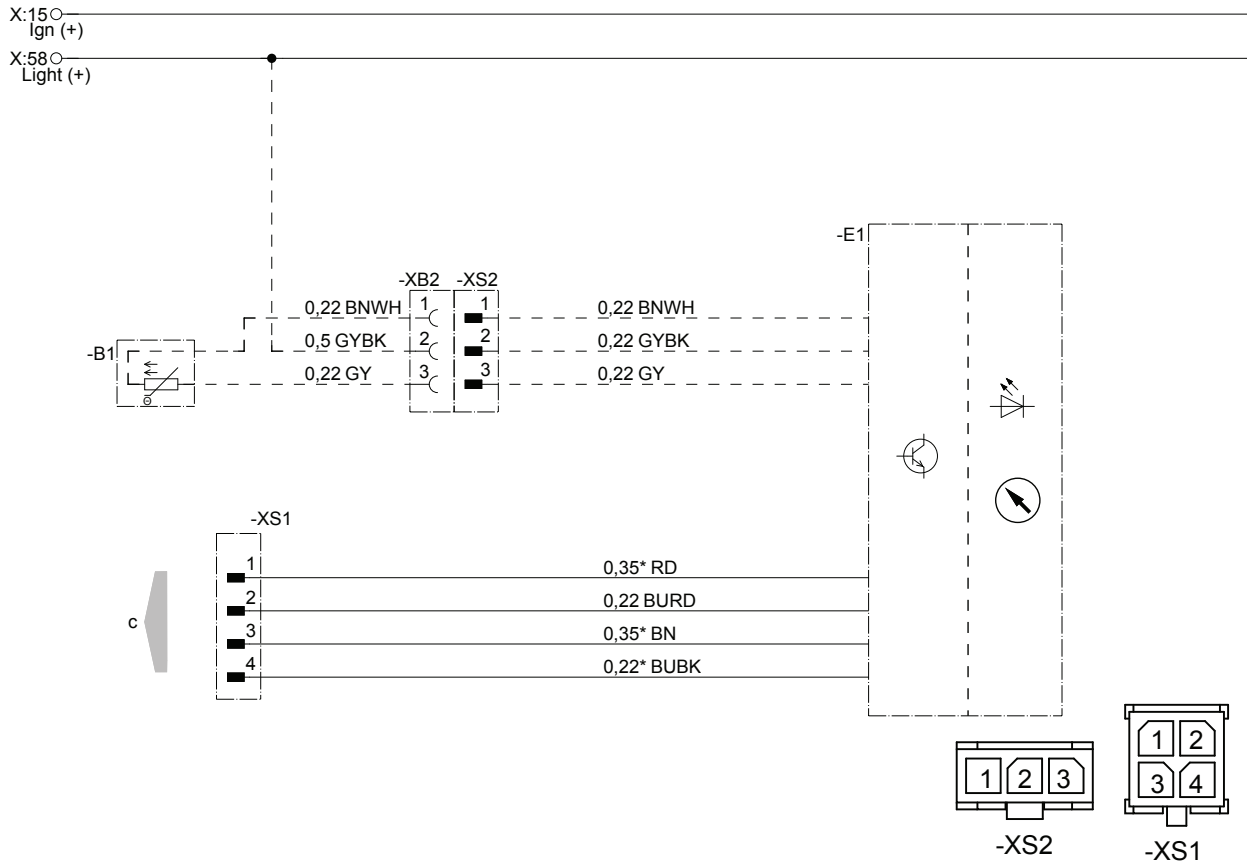 X:15
Ign (+)
X:58
Light (+)
-E1
-XB2 -XS2
0,22 BNWH 1 1 0,22 BNWH
0,5 GYBK 2 2 0,22 GYBK
-B1
0,22 GY 3 3 0,22 GY
-XS1
1 0,35* RD
2 0,22 BURD
c
3 0,35* BN
4 0,22* BUBK
1 2 3
-XS2
1 2
3 4
-XS1